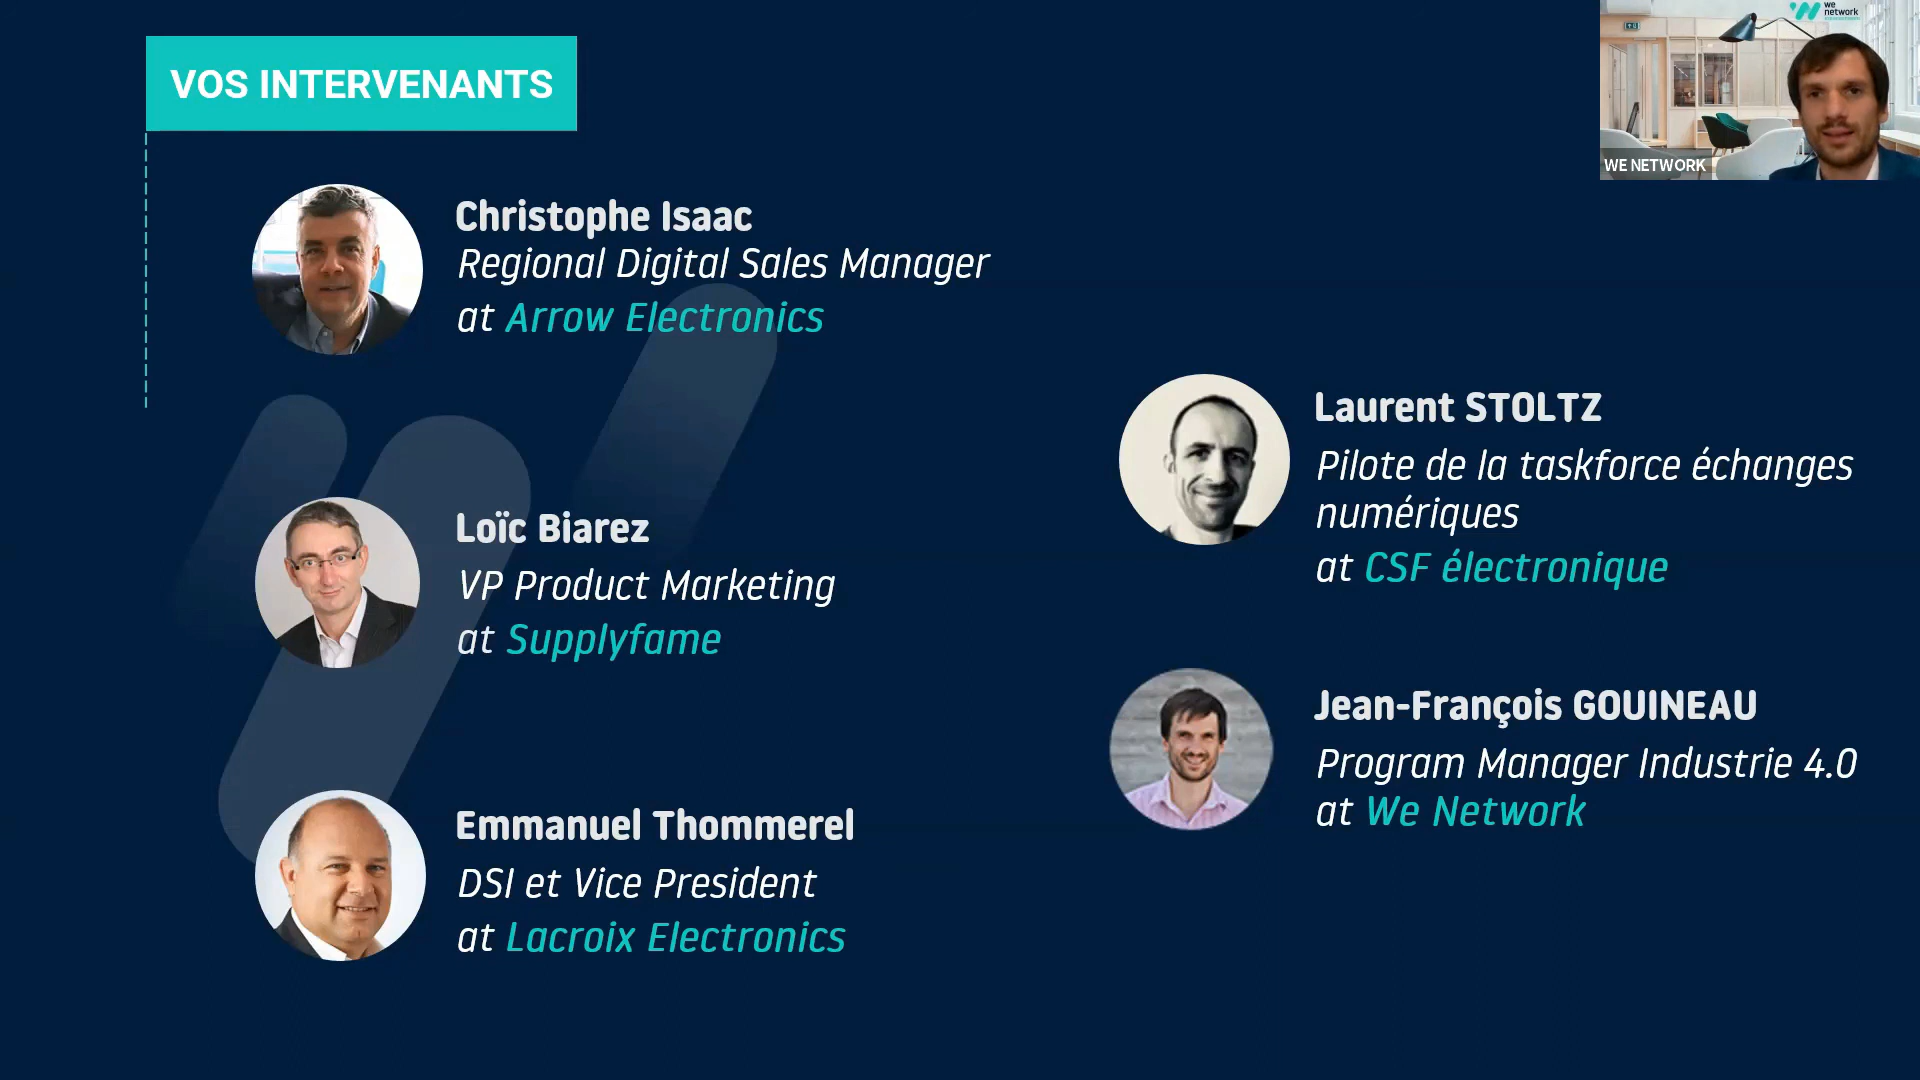 VOS INTERVENANTS
we
network
WE NETWORK
Christophe Isaac
Regional Digital Sales Manager
at Arrow Electronics
Loïc Biarez
VP Product Marketing
at Supplyfame
Emmanuel Thommerel
DSI et Vice President
at Lacroix Electronics
Laurent STOLTZ
Pilote de la taskforce échanges
numériques
at CSF électronique
Jean-François GOUINEAU
Program Manager Industrie 4.0
at We Network